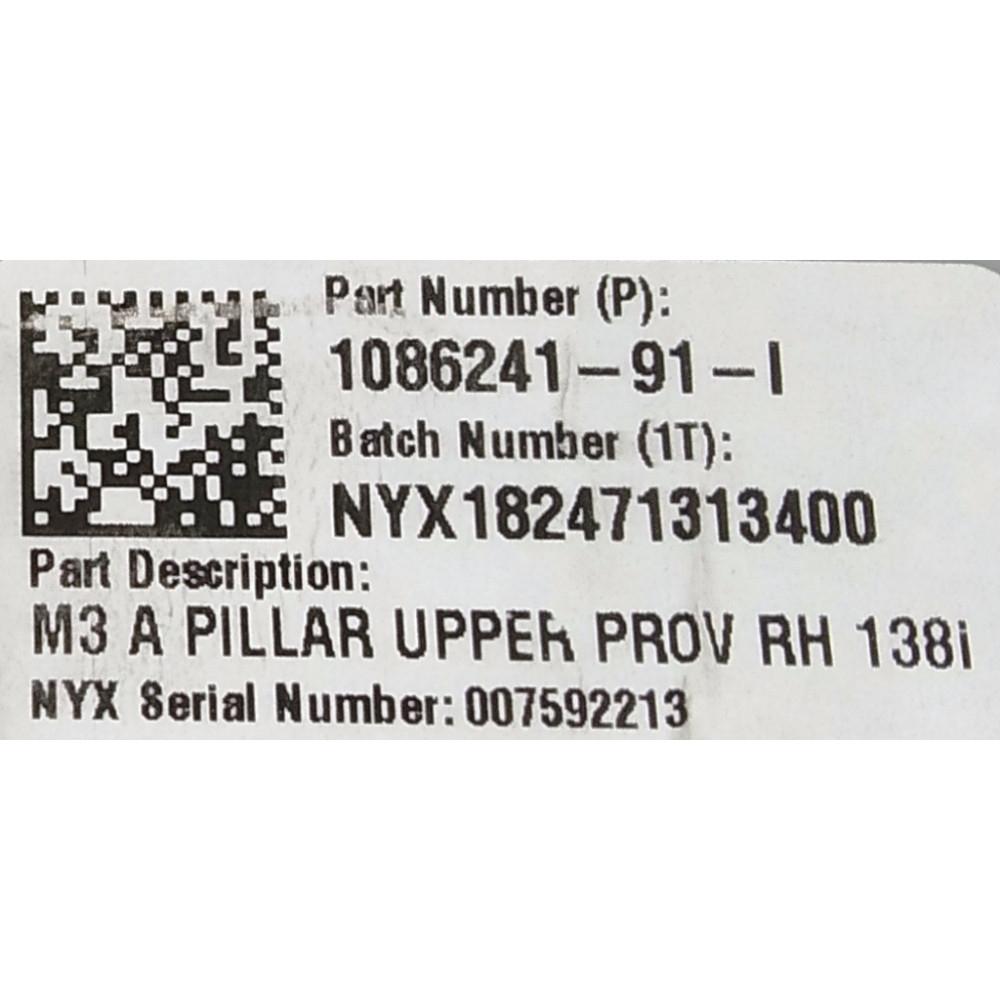 Part Number (P):
1086241-91-I
Batch Number (1T):
NYX182471313400
Part Description:
M3 A PILLAR UPPER PROV RH 138i
NYX Serial Number: 007592213